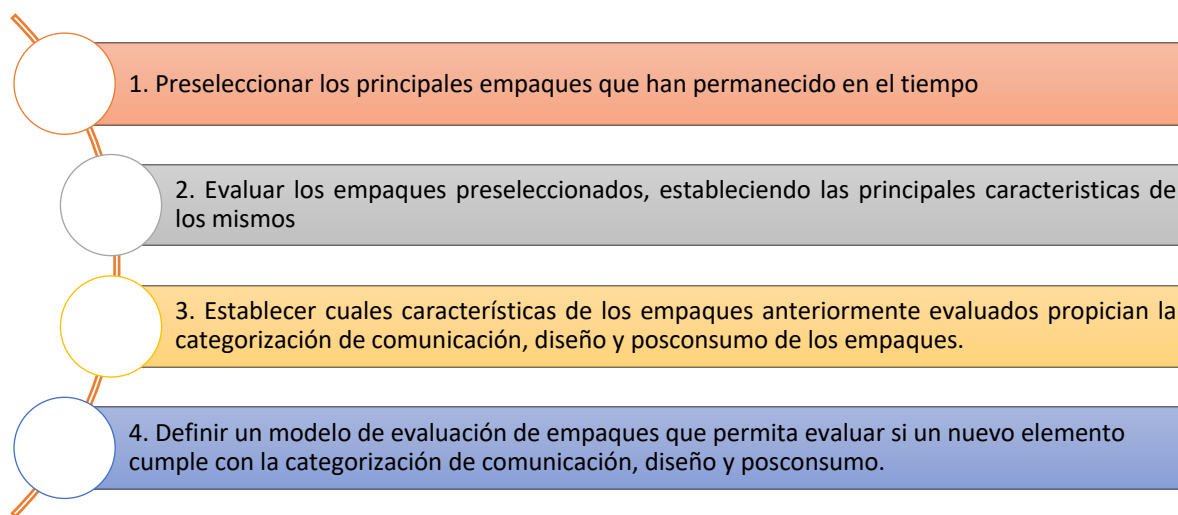 1. Preseleccionar los principales empaques que han permanecido en el tiempo
2. Evaluar los empaques preseleccionados, estableciendo las principales caracteristicas de
los mismos
3. Establecer cuales características de los empaques anteriormente evaluados propician la
categorización de comunicación, diseño y posconsumo de los empaques.
4. Definir un modelo de evaluación de empaques que permita evaluar si un nuevo elemento
cumple con la categorización de comunicación, diseño y posconsumo.